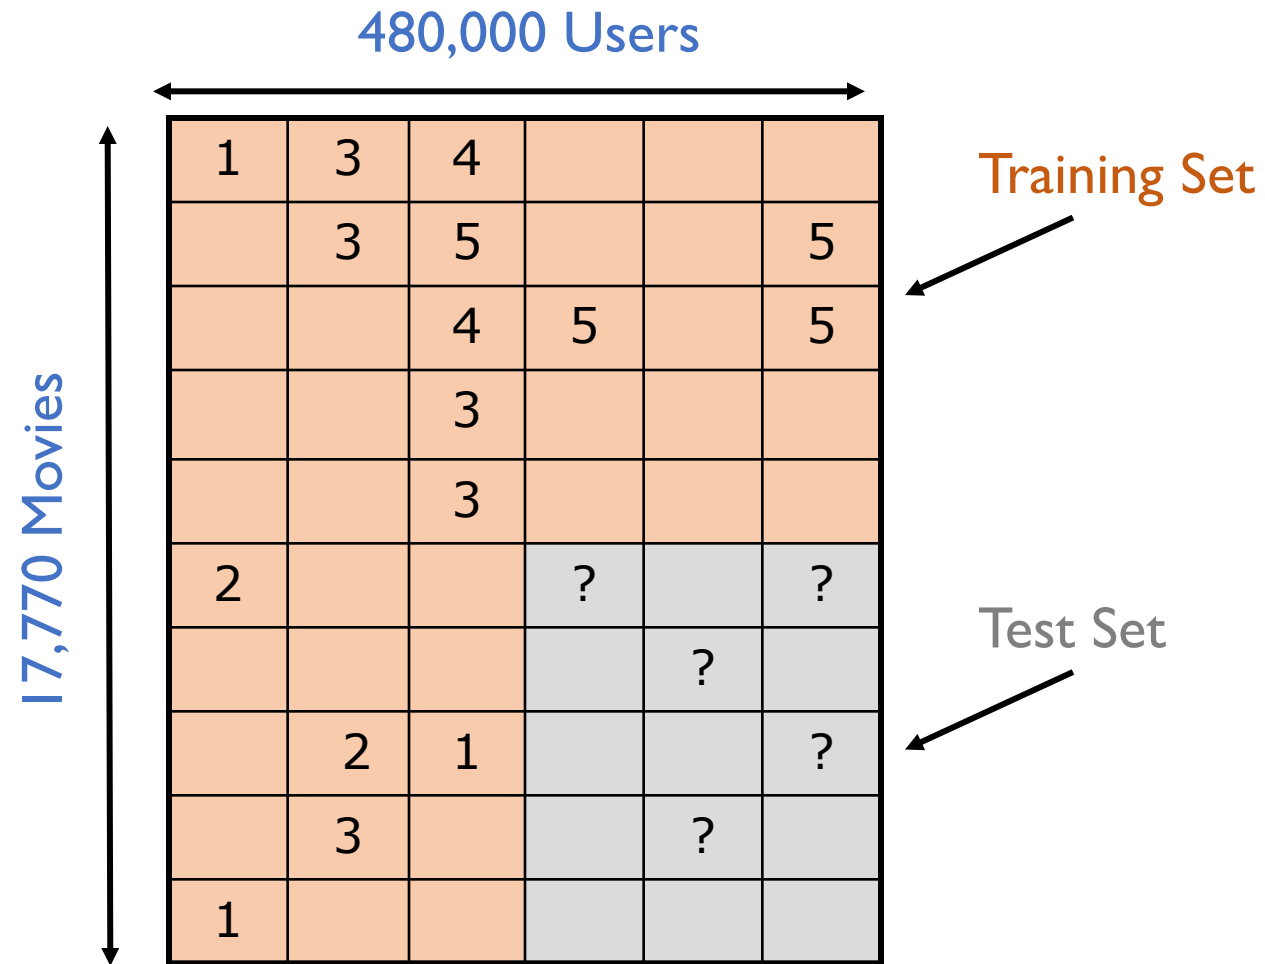 480,000 Users
17,770 Movies
Training Set
1 3 4
3 5 5
4 5 5
3
3
2 ? ?
?
Test Set
2 1 ?
3 ?
1